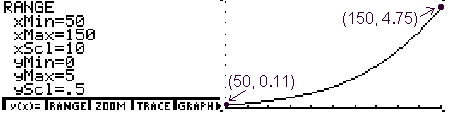 RANGE
xMin=50
xMax=150
xScl=10
yMin=0
yMax=5
yScl=.5
y(x)= RANGE ZOOM TRACE GRAPH
(150, 4.75)
(50, 0.11)